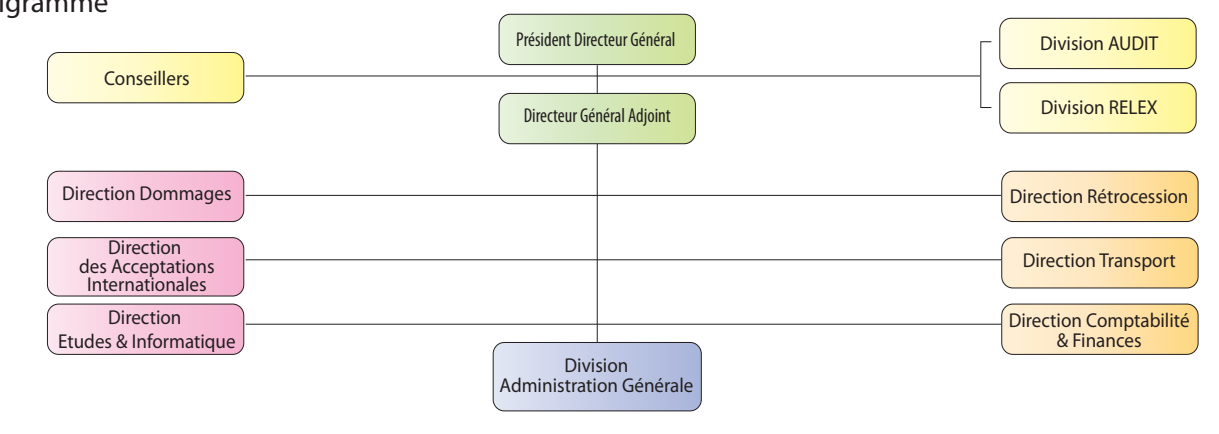 Président Directeur Général
Division AUDIT
Conseillers
Division RELEX
Directeur Général Adjoint
Direction Dommages
Direction Rétrocession
Direction
des Acceptations
Internationales
Direction Transport
Direction
Etudes & Informatique
Direction Comptabilité
& Finances
Division
Administration Générale